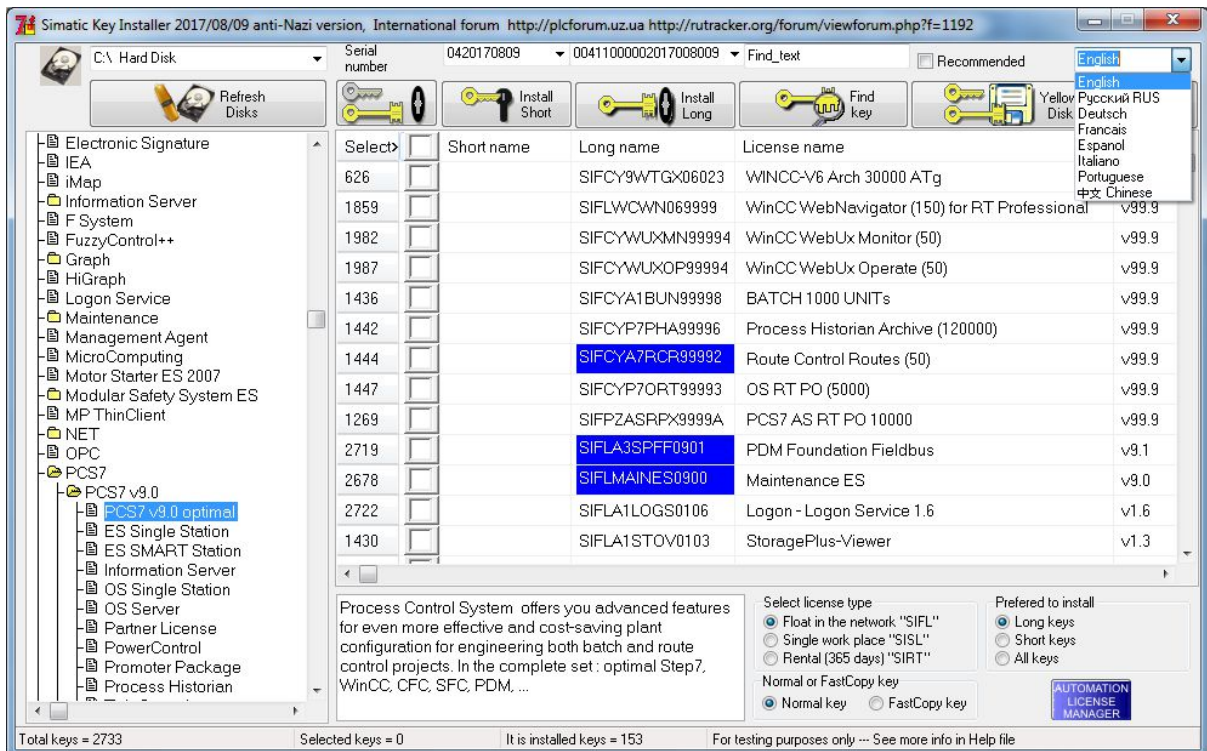 Simatic Key Installer 2017/08/09 anti-Nazi version, International forum http://plcforum.uz.ua http://rutracker.org/forum/viewforum.php?f=1192
C:\ Hard Disk
Serial number
0420170809
00411000002017008009
Find_text
Recommended
English
English
Русский RUS
Deutsch
Francais
Espanol
Italiano
Portuguese
中文 Chinese
Refresh Disks
Install Short
Install Long
Find key
Yellow Disk
Electronic Signature
IEA
iMap
Information Server
F System
FuzzyControl++
Graph
HiGraph
Logon Service
Maintenance
Management Agent
MicroComputing
Motor Starter ES 2007
Modular Safety System ES
MP ThinClient
NET
OPC
PCS7
PCS7 v9.0
PCS7 v9.0 optimal
ES Single Station
ES SMART Station
Information Server
OS Single Station
OS Server
Partner License
PowerControl
Promoter Package
Process Historian
Select> Short name Long name License name
626 SIFCY9WTGX06023 WINCC-V6 Arch 30000 ATg
1859 SIFLWCWN069999 WinCC WebNavigator (150) for RT Professional v99.9
1982 SIFCYWUXMN99994 WinCC WebUx Monitor (50) v99.9
1987 SIFCYWUXOP99994 WinCC WebUx Operate (50) v99.9
1436 SIFCYA1BUN99998 BATCH 1000 UNITs v99.9
1442 SIFCYP7PHA99996 Process Historian Archive (120000) v99.9
1444 SIFCYA7RCR99992 Route Control Routes (50) v99.9
1447 SIFCYP7ORT99993 OS RT PO (5000) v99.9
1269 SIFPZASRPX9999A PCS7 AS RT PO 10000 v99.9
2719 SIFLA3SPFF0901 PDM Foundation Fieldbus v9.1
2678 SIFLMAINES0900 Maintenance ES v9.0
2722 SIFLA1LOGS0106 Logon - Logon Service 1.6 v1.6
1430 SIFLA1STOV0103 StoragePlus-Viewer v1.3
Process Control System offers you advanced features
for even more effective and cost-saving plant
configuration for engineering both batch and route
control projects. In the complete set : optimal Step7,
WinCC, CFC, SFC, PDM, ...
Select license type
Float in the network "SIFL"
Single work place "SISL"
Rental (365 days) "SIRT"
Normal or FastCopy key
Normal key FastCopy key
Prefered to install
Long keys
Short keys
All keys
AUTOMATION
LICENSE
MANAGER
Total keys = 2733 Selected keys = 0 It is installed keys = 153 For testing purposes only --- See more info in Help file